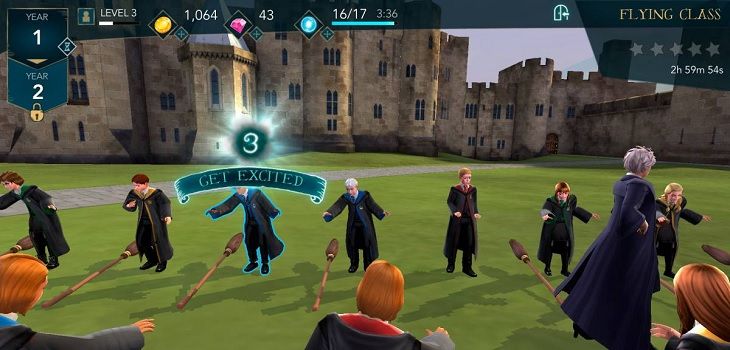 YEAR
1
YEAR
2
LEVEL 3
1,064
43
16/17 3:36
FLYING CLASS
2h 59m 54s
3
GET EXCITED